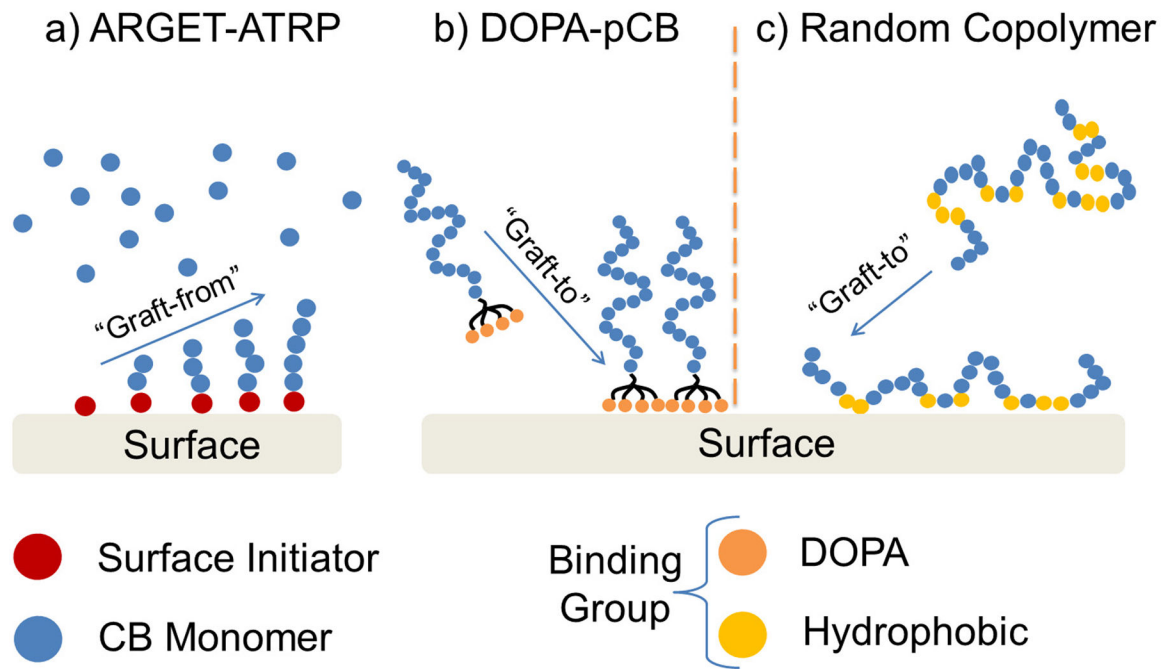 a) ARGET-ATRP
b) DOPA-pCB
c) Random Copolymer
“Graft-from”
“Graft-to”
“Graft-to”
Surface
Surface
Surface Initiator
CB Monomer
Binding
Group
DOPA
Hydrophobic